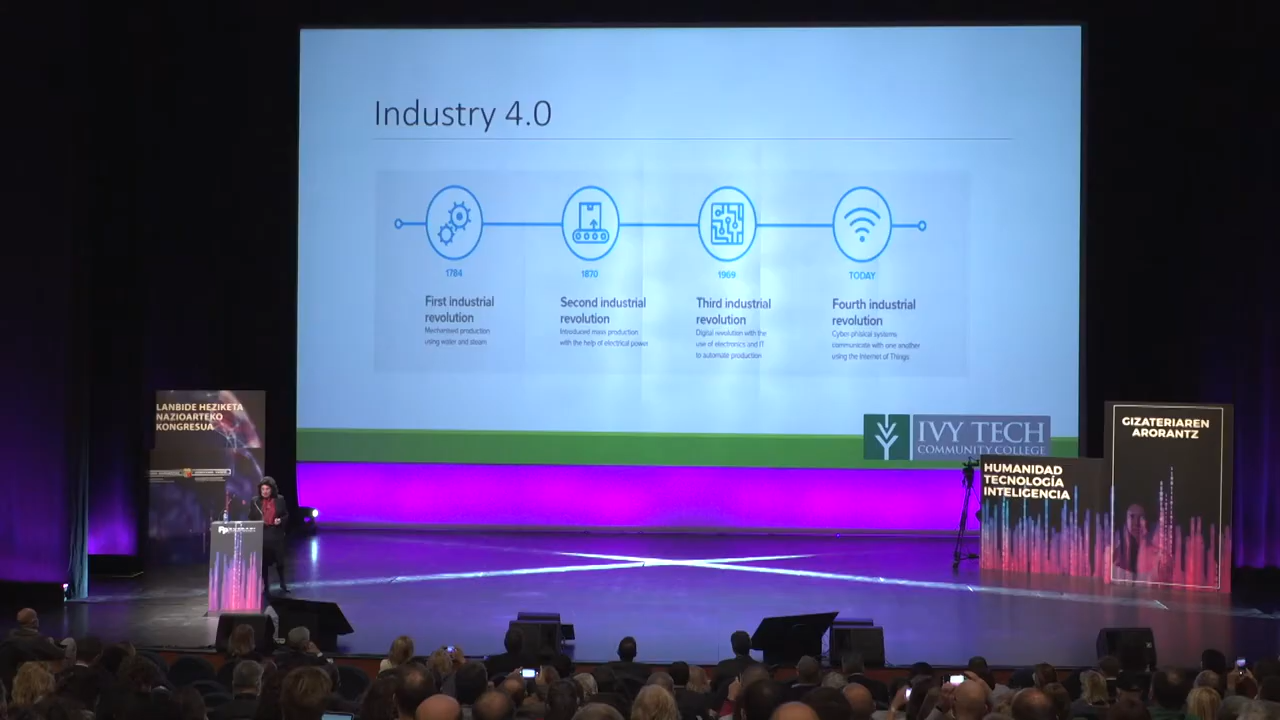 Industry 4.0
1784
1870
1969
TODAY
First industrial
revolution
Mechanised production
using water and steam
Second industrial
revolution
Introduced mass production
with the help of electrical power
Third industrial
revolution
Digital revolution with the
use of electronics and IT
to automate production
Fourth industrial
revolution
Cyber phisical systems
communicate with one another
using the Internet of Things
IVY TECH
COMMUNITY COLLEGE
LANBIDE HEZIKETA
NAZIOARTEKO
KONGRESUA
HUMANIDAD
TECNOLOGÍA
INTELIGENCIA
GIZATERIAREN
ARORANTZ